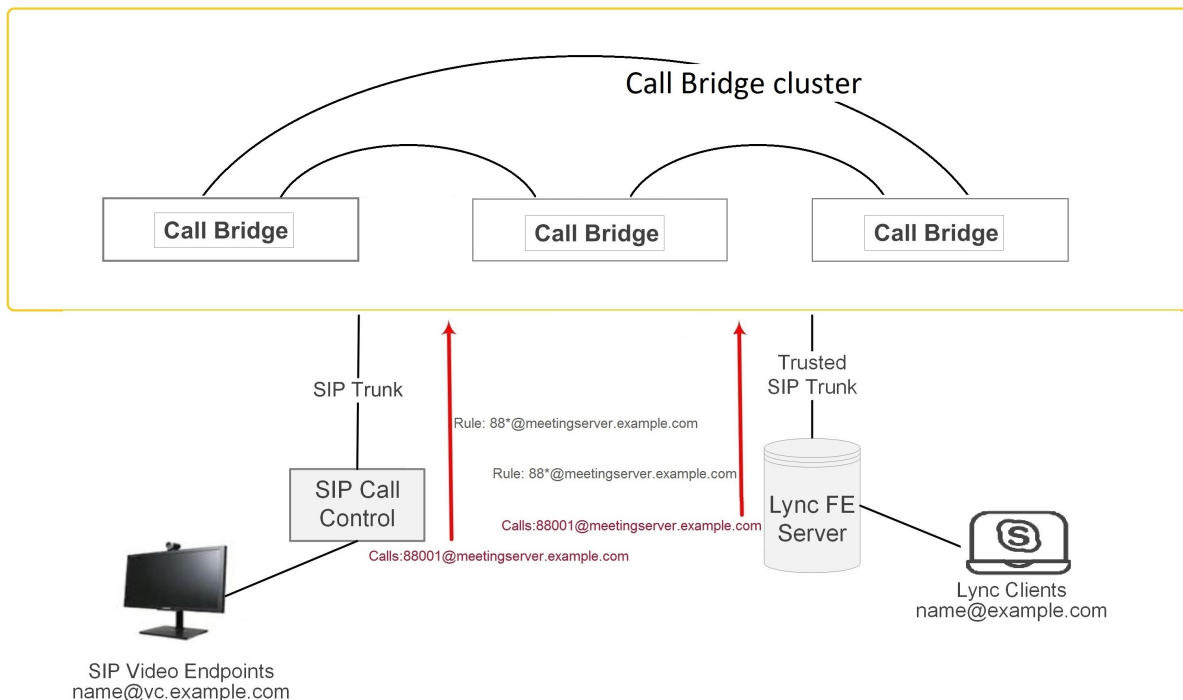 Call Bridge cluster
Call Bridge
Call Bridge
Call Bridge
SIP Trunk
Trusted
SIP Trunk
Rule: 88*@meetingserver.example.com
Rule: 88*@meetingserver.example.com
SIP Call
Control
Lync FE
Server
Calls:88001@meetingserver.example.com
Calls:88001@meetingserver.example.com
Lync Clients
name@example.com
SIP Video Endpoints
name@vc.example.com